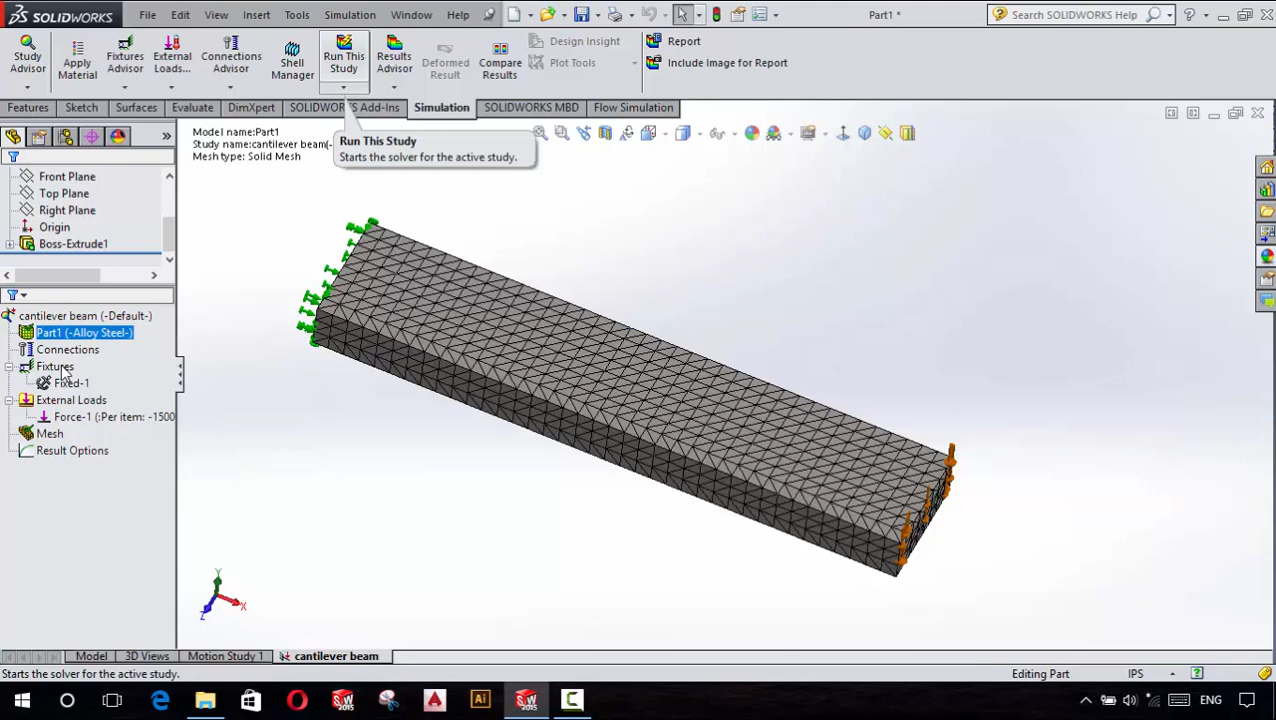 SOLIDWORKS
File Edit View Insert Tools Simulation Window Help
Part1 *
Search SOLIDWORKS Help
Study Advisor
Apply Material
Fixtures Advisor
External Loads...
Connections Advisor
Shell Manager
Run This Study
Results Advisor
Deformed Result
Compare Results
Design Insight
Plot Tools
Report
Include Image for Report
Features Sketch Surfaces Evaluate DimXpert SOLIDWORKS Add-Ins Simulation SOLIDWORKS MBD Flow Simulation
Model name:Part1
Study name:cantilever beam(-
Mesh type: Solid Mesh
Run This Study
Starts the solver for the active study.
Front Plane
Top Plane
Right Plane
Origin
Boss-Extrude1
cantilever beam (-Default-)
Part1 (-Alloy Steel-)
Connections
Fixtures
Fixed-1
External Loads
Force-1 (:Per item: -1500
Mesh
Result Options
Y
X
Z
Model 3D Views Motion Study 1 cantilever beam
Starts the solver for the active study.
Editing Part
IPS
SW 2015
Ai
SW 2015
ENG